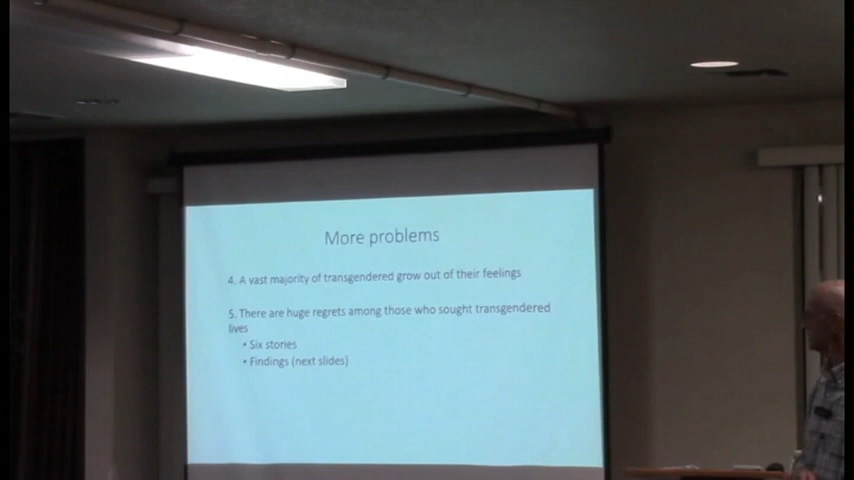 More problems
4. A vast majority of transgendered grow out of their feelings
5. There are huge regrets among those who sought transgendered
lives
• Six stories
• Findings (next slides)